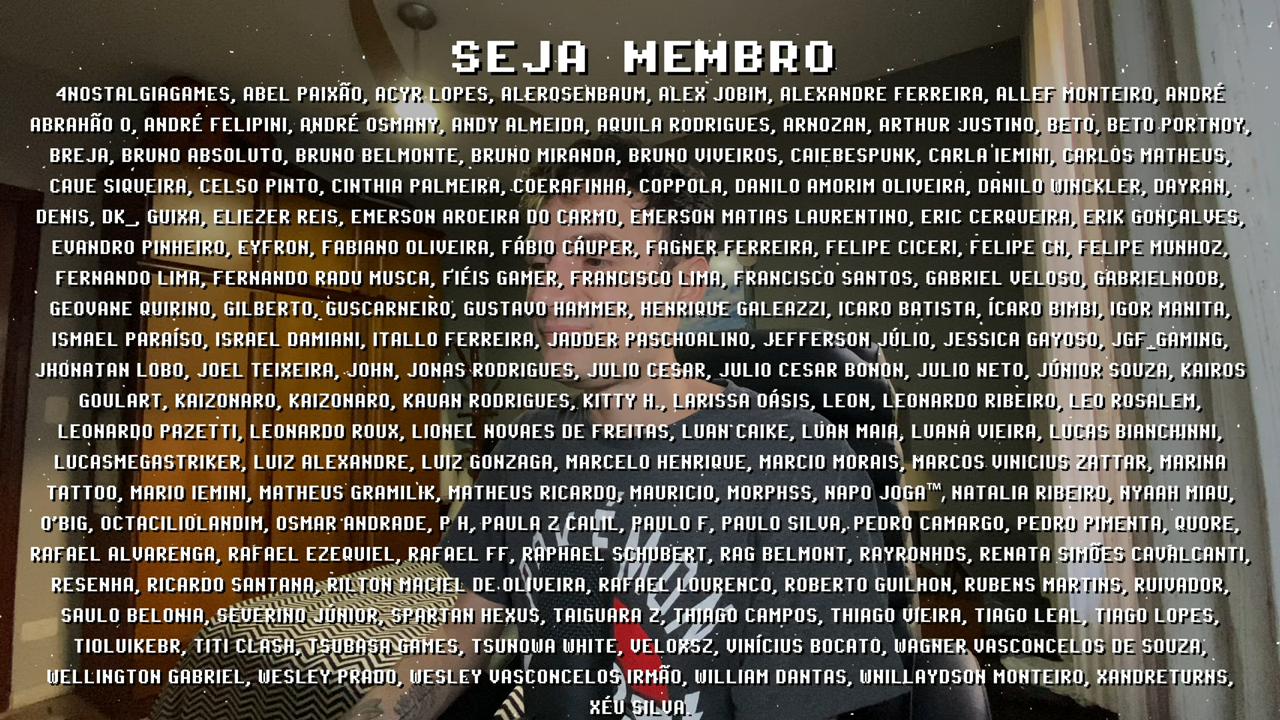 SEJA MEMBRO
4NOSTALGIAGAMES, ABEL PAIXÃO, ACYR LOPES, ALEROSENBAUM, ALEX JOBIM, ALEXANDRE FERREIRA, ALLEF MONTEIRO, ANDRÉ
ABRAHÃO O, ANDRÉ FELIPINI, ANDRÉ OSMANY, ANDY ALMEIDA, AQUILA RODRIGUES, ARNOZAN, ARTHUR JUSTINO, BETO, BETO PORTNOY,
BREJA, BRUNO ABSOLUTO, BRUNO BELMONTE, BRUNO MIRANDA, BRUNO VIVEIROS, CAIEBESPUNK, CARLA IEMINI, CARLOS MATHEUS,
CAUE SIQUEIRA, CELSO PINTO, CINTHIA PALMEIRA, COERAFINHA, COPPOLA, DANILO AMORIM OLIVEIRA, DANILO WINCKLER, DAYRAN,
DENIS, DK_, GUIXA, ELIEZER REIS, EMERSON AROEIRA DO CARMO, EMERSON MATIAS LAURENTINO, ERIC CERQUEIRA, ERIK GONÇALVES,
EVANDRO PINHEIRO, EYFRON, FABIANO OLIVEIRA, FÁBIO CÁUPER, FAGNER FERREIRA, FELIPE CICERI, FELIPE CN, FELIPE MUNHOZ,
FERNANDO LIMA, FERNANDO RADU MUSCA, FIÉIS GAMER, FRANCISCO LIMA, FRANCISCO SANTOS, GABRIEL VELOSO, GABRIELNOOB,
GEOVANE QUIRINO, GILBERTO, GUSCARNEIRO, GUSTAVO HAMMER, HENRIQUE GALEAZZI, ICARO BATISTA, ÍCARO BIMBI, IGOR MANITA,
ISMAEL PARAÍSO, ISRAEL DAMIANI, ITALLO FERREIRA, JADDER PASCHOALINO, JEFFERSON JÚLIO, JESSICA GAYOSO, JGF_GAMING,
JHONATAN LOBO, JOEL TEIXEIRA, JOHN, JONAS RODRIGUES, JULIO CESAR, JULIO CESAR BONON, JULIO NETO, JÚNIOR SOUZA, KAIROS
GOULART, KAIZONARO, KAIZONARO, KAUAN RODRIGUES, KITTY H., LARISSA OÁSIS, LEON, LEONARDO RIBEIRO, LEO ROSALEM,
LEONARDO PAZETTI, LEONARDO ROUX, LIONEL NOVAES DE FREITAS, LUAN CAIKE, LUAN MAIA, LUANA VIEIRA, LUCAS BIANCHINNI,
LUCASMEGASTRIKER, LUIZ ALEXANDRE, LUIZ GONZAGA, MARCELO HENRIQUE, MARCIO MORAIS, MARCOS VINICIUS ZATTAR, MARINA
TATTOO, MARIO IEMINI, MATHEUS GRAMILIK, MATHEUS RICARDO, MAURICIO, MORPHSS, NAPO JOGA™, NATALIA RIBEIRO, NYAAH MIAU,
O'BIG, OCTACILIOLANDIM, OSMAR ANDRADE, P H, PAULA Z CALIL, PAULO F, PAULO SILVA, PEDRO CAMARGO, PEDRO PIMENTA, QUORE,
RAFAEL ALVARENGA, RAFAEL EZEQUIEL, RAFAEL FF, RAPHAEL SCHUBERT, RAG BELMONT, RAYRONHDS, RENATA SIMÕES CAVALCANTI,
RESENHA, RICARDO SANTANA, RILTON MACIEL DE OLIVEIRA, RAFAEL LOURENCO, ROBERTO GUILHON, RUBENS MARTINS, RUIVADOR,
SAULO BELONIA, SEVERINO JÚNIOR, SPARTAN HEXUS, TAIGUARA Z, THIAGO CAMPOS, THIAGO VIEIRA, TIAGO LEAL, TIAGO LOPES,
TIOLUIKEBR, TITI CLASH, TSUBASA GAMES, TSUNOWA WHITE, VELOX5Z, VINÍCIUS BOCATO, WAGNER VASCONCELOS DE SOUZA,
WELLINGTON GABRIEL, WESLEY PRADO, WESLEY VASCONCELOS IRMÃO, WILLIAM DANTAS, WNILLAYDSON MONTEIRO, XANDRETURNS,
XÉU SILVA.